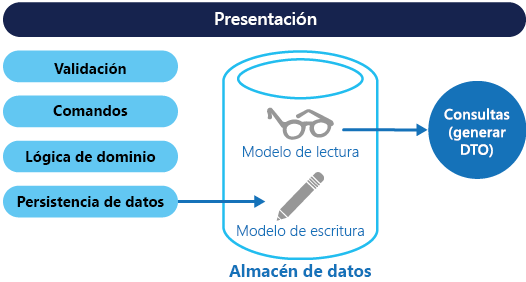 Presentación
Validación
Comandos
Lógica de dominio
Persistencia de datos
Modelo de lectura
Modelo de escritura
Almacén de datos
Consultas
(generar
DTO)